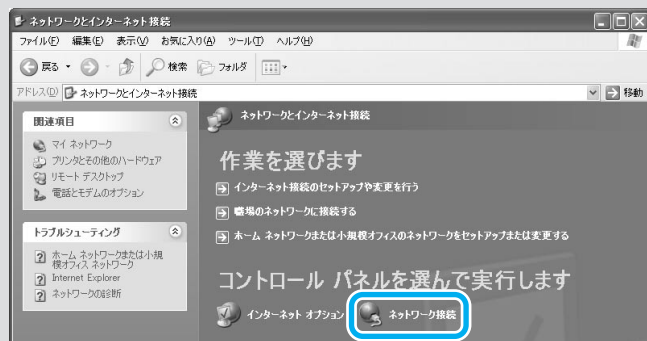 ネットワークとインターネット接続
ファイル(F) 編集(E) 表示(V) お気に入り(A) ツール(T) ヘルプ(H)
戻る 検索 フォルダ
アドレス(D) ネットワークとインターネット接続 移動
関連項目
マイ ネットワーク
プリンタとその他のハードウェア
リモート デスクトップ
電話とモデムのオプション
トラブルシューティング
ホーム ネットワークまたは小規
模オフィス ネットワーク
Internet Explorer
ネットワークの診断
ネットワークとインターネット接続
作業を選びます
インターネット接続のセットアップや変更を行う
職場のネットワークに接続する
ホーム ネットワークまたは小規模オフィスのネットワークをセットアップまたは変更する
コントロール パネルを選んで実行します
インターネット オプション ネットワーク接続